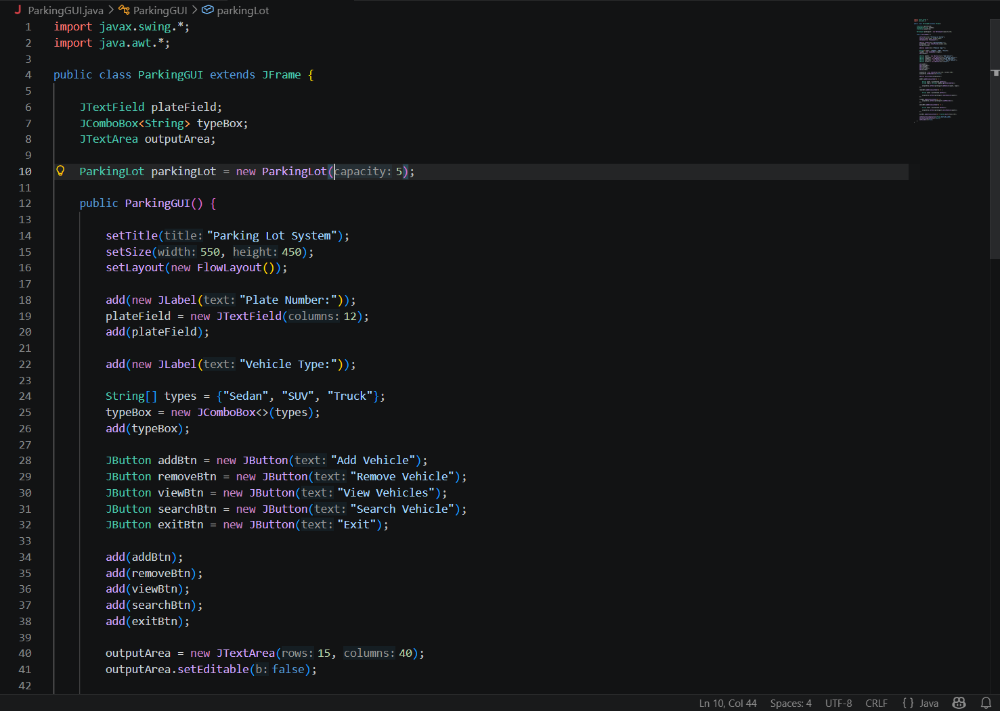 ParkingGUI.java > ParkingGUI > parkingLot
1 import javax.swing.*;
2 import java.awt.*;
3
4 public class ParkingGUI extends JFrame {
5
6 JTextField plateField;
7 JComboBox<String> typeBox;
8 JTextArea outputArea;
9
10 ParkingLot parkingLot = new ParkingLot(capacity: 5);
11
12 public ParkingGUI() {
13
14 setTitle(title: "Parking Lot System");
15 setSize(width: 550, height: 450);
16 setLayout(new FlowLayout());
17
18 add(new JLabel(text: "Plate Number:"));
19 plateField = new JTextField(columns: 12);
20 add(plateField);
21
22 add(new JLabel(text: "Vehicle Type:"));
23
24 String[] types = {"Sedan", "SUV", "Truck"};
25 typeBox = new JComboBox<>(types);
26 add(typeBox);
27
28 JButton addBtn = new JButton(text: "Add Vehicle");
29 JButton removeBtn = new JButton(text: "Remove Vehicle");
30 JButton viewBtn = new JButton(text: "View Vehicles");
31 JButton searchBtn = new JButton(text: "Search Vehicle");
32 JButton exitBtn = new JButton(text: "Exit");
33
34 add(addBtn);
35 add(removeBtn);
36 add(viewBtn);
37 add(searchBtn);
38 add(exitBtn);
39
40 outputArea = new JTextArea(rows: 15, columns: 40);
41 outputArea.setEditable(b: false);
42
Ln 10, Col 44 Spaces: 4 UTF-8 CRLF { } Java